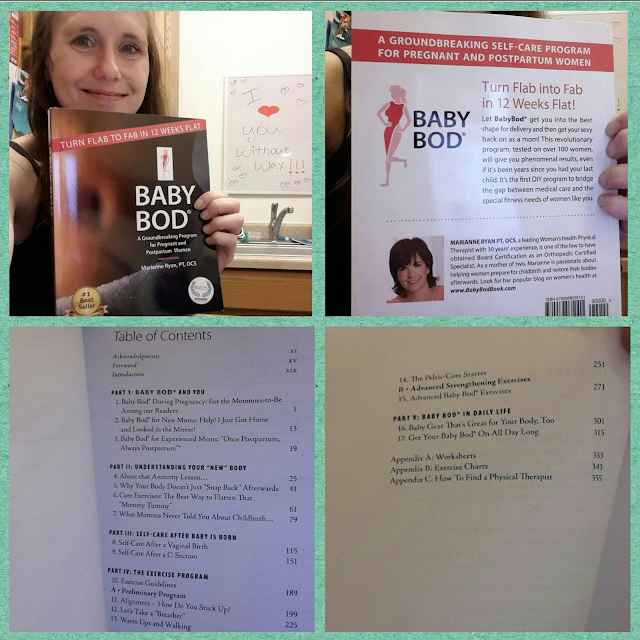 TURN FLAB TO FAB IN 12 WEEKS FLAT
BABY
BOD®
A Groundbreaking Program
for Pregnant and
Postpartum Women
Marianne Ryan, PT, OCS
#1
Best
Seller
I ❤
you
without
wax!!!
A GROUNDBREAKING SELF-CARE PROGRAM
FOR PREGNANT AND POSTPARTUM WOMEN
BABY
BOD®
Turn Flab into Fab
in 12 Weeks Flat!
Let BabyBod® get you into the best
shape for delivery and then get your sexy
back on as a mom! This revolutionary
program, tested on over 100 women,
will give you phenomenal results, even
if it's been years since you had your last
child. It's the first DIY program to bridge
the gap between medical care and the
special fitness needs of women like you.
MARIANNE RYAN PT, OCS, a leading Women's Health Physical
Therapist with 30 years' experience, is one of the few to have
obtained Board Certification as an Orthopedic Certified
Specialist. As a mother of two, Marianne is passionate about
helping women prepare for childbirth and restore their bodies
afterwards. Look for her popular blog on women's health at
www.BabyBodBook.com
ISBN
90000
Table of Contents
Acknowledgments xi
Foreword xv
Introduction xix
PART I: BABY BOD® AND YOU
1. Baby Bod® During Pregnancy: For the Mommies-to-Be
Among our Readers 1
2. Baby Bod® for New Moms: Help! I Just Got Home
and Looked in the Mirror! 13
3. Baby Bod® for Experienced Moms: "Once Postpartum,
Always Postpartum"® 19
PART II: UNDERSTANDING YOUR "NEW" BODY
4. About that Anatomy Lesson... 25
5. Why Your Body Doesn't Just "Snap Back" Afterwards 41
6. Core Exercises: The Best Way to Flatten That
"Mommy Tummy" 61
7. What Momma Never Told You About Childbirth... 79
PART III: SELF-CARE AFTER BABY IS BORN
8. Self-Care After a Vaginal Birth 115
9. Self-Care After a C-Section 151
PART IV: THE EXERCISE PROGRAM
10. Exercise Guidelines
A • Preliminary Program 189
11. Alignment – How Do You Stack Up?
12. Let's Take a "Breather" 199
13. Warm Ups and Walking 225
14. The Pelvic-Core Starter 251
B • Advanced Strengthening Exercises
15. Advanced Baby Bod® Exercises 271
PART V: BABY BOD® IN DAILY LIFE
16. Baby Gear That's Great for Your Body, Too 301
17. Get Your Baby Bod® On All Day Long 315
Appendix A: Worksheets 333
Appendix B: Exercise Charts 343
Appendix C: How To Find a Physical Therapist 355